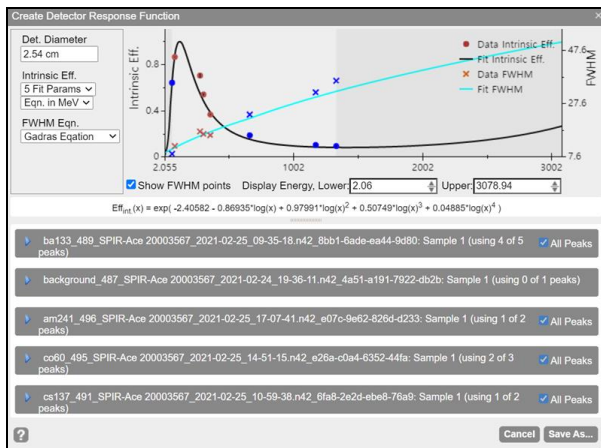 Create Detector Response Function
Det. Diameter
2.54 cm
Intrinsic Eff.
5 Fit Params
Eqn. in MeV
FWHM Eqn.
Gadras Eqation
Intrinsic Eff.
0.8
0.4
0
2.055
1002
2002
3002
Data Intrinsic Eff.
Fit Intrinsic Eff.
Data FWHM
Fit FWHM
47.6
27.6
7.6
FWHM
Show FWHM points Display Energy, Lower: 2.06 Upper: 3078.94
Eff_int(x) = exp( -2.40582 - 0.86935*log(x) + 0.97991*log(x)^2 + 0.50749*log(x)^3 + 0.04885*log(x)^4 )
ba133_489_SPIR-Ace 20003567_2021-02-25_09-35-18.n42_8bb1-6ade-ea44-9d80: Sample 1 (using 4 of 5
peaks)
All Peaks
background_487_SPIR-Ace 20003567_2021-02-24_19-36-11.n42_4a51-a191-7922-db2b: Sample 1 (using 0 of 1 peaks)
am241_496_SPIR-Ace 20003567_2021-02-25_17-07-41.n42_e07c-9e62-826d-d233: Sample 1 (using 1 of 2
peaks)
All Peaks
co60_495_SPIR-Ace 20003567_2021-02-25_14-51-15.n42_e26a-c0a4-6352-44fa: Sample 1 (using 2 of 3
peaks)
All Peaks
cs137_491_SPIR-Ace 20003567_2021-02-25_10-59-38.n42_6fa8-2e2d-ebe8-76a9: Sample 1 (using 1 of 2
peaks)
All Peaks
?
Cancel
Save As...